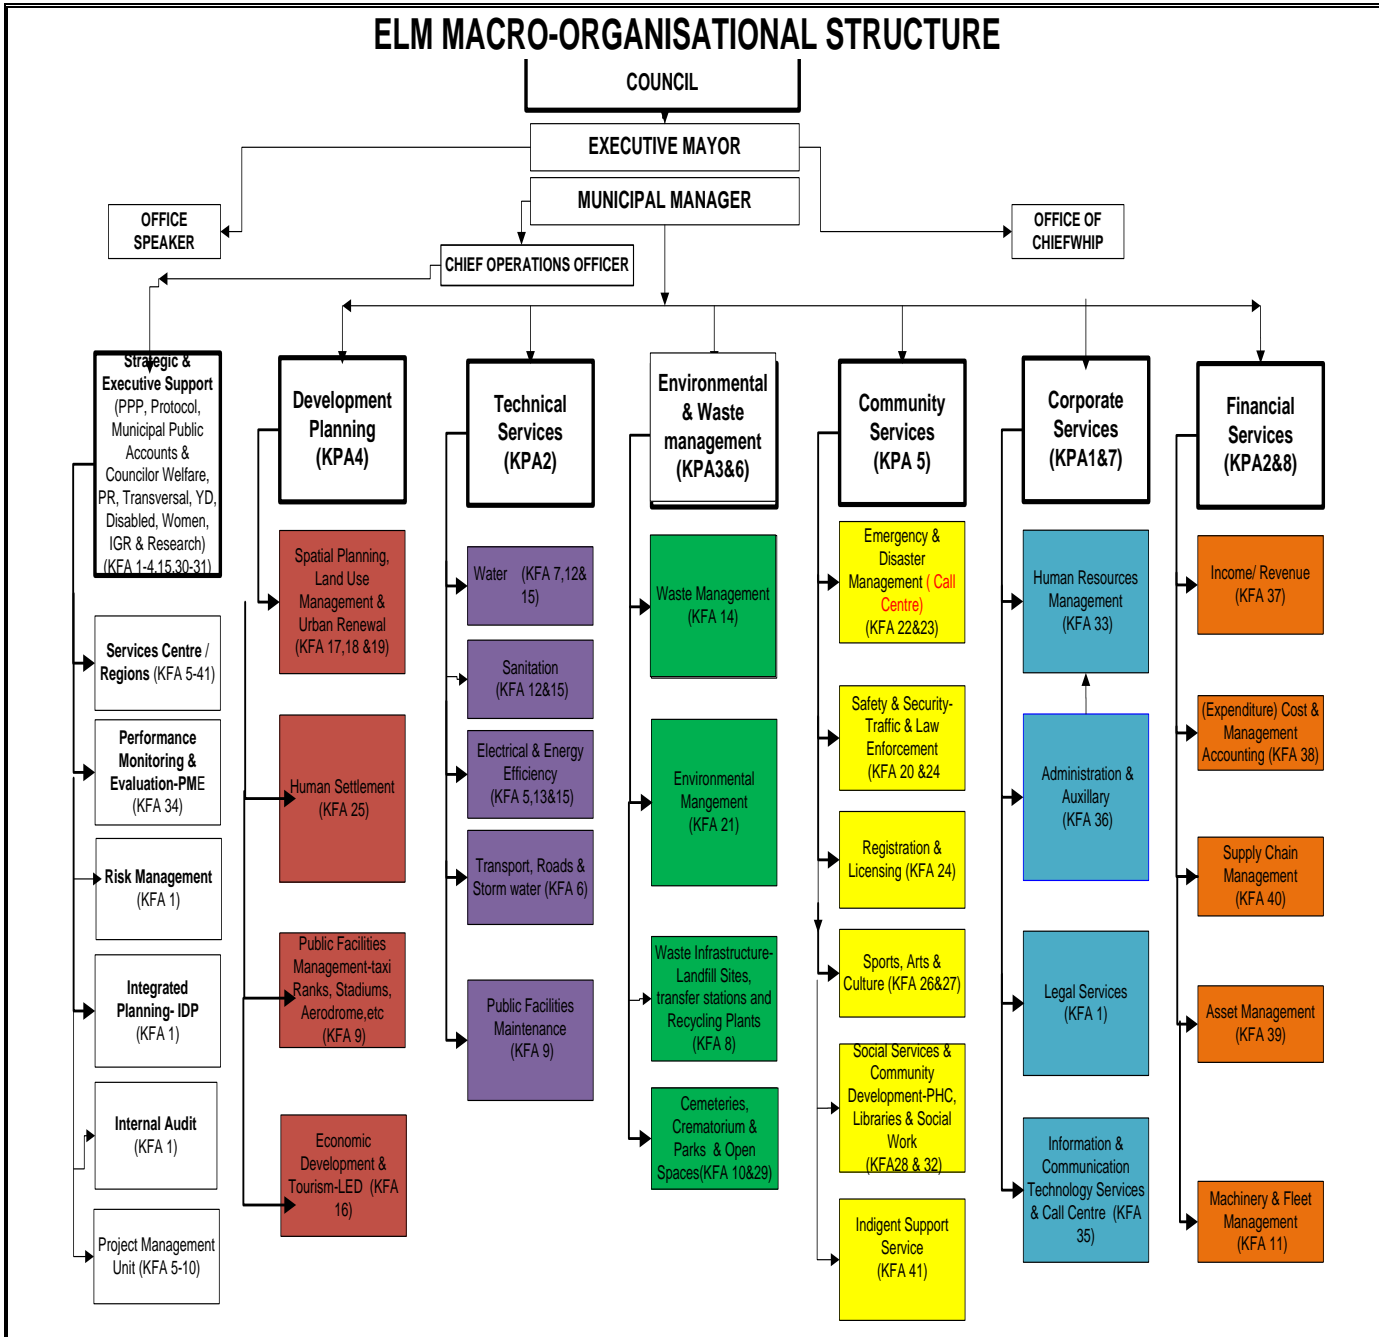 ELM MACRO-ORGANISATIONAL STRUCTURE
COUNCIL
EXECUTIVE MAYOR
MUNICIPAL MANAGER
OFFICE
SPEAKER
OFFICE OF
CHIEFWHIP
CHIEF OPERATIONS OFFICER
Strategic &
Executive Support
(PPP, Protocol,
Municipal Public
Accounts &
Councilor Welfare,
PR, Transversal, YD,
Disabled, Women,
IGR & Research)
(KFA 1-4,15,30-31)
Services Centre /
Regions (KFA 5-41)
Performance
Monitoring &
Evaluation-PME
(KFA 34)
Risk Management
(KFA 1)
Integrated
Planning- IDP
(KFA 1)
Internal Audit
(KFA 1)
Project Management
Unit (KFA 5-10)
Development
Planning
(KPA4)
Spatial Planning,
Land Use
Management &
Urban Renewal
(KFA 17,18 &19)
Human Settlement
(KFA 25)
Public Facilities
Management-taxi
Ranks, Stadiums,
Aerodrome,etc
(KFA 9)
Economic
Development &
Tourism-LED (KFA
16)
Technical
Services
(KPA2)
Water (KFA 7,12&
15)
Sanitation
(KFA 12&15)
Electrical & Energy
Efficiency
(KFA 5,13&15)
Transport, Roads &
Storm water (KFA 6)
Public Facilities
Maintenance
(KFA 9)
Environmental
& Waste
management
(KPA3&6)
Waste Management
(KFA 14)
Environmental
Mangement
(KFA 21)
Waste Infrastructure-
Landfill Sites,
transfer stations and
Recycling Plants
(KFA 8)
Cemeteries,
Crematorium &
Parks & Open
Spaces(KFA 10&29)
Community
Services
(KPA 5)
Emergency &
Disaster
Management ( Call
Centre)
(KFA 22&23)
Safety & Security-
Traffic & Law
Enforcement
(KFA 20 &24
Registration &
Licensing (KFA 24)
Sports, Arts &
Culture (KFA 26&27)
Social Services &
Community
Development-PHC,
Libraries & Social
Work
(KFA28 & 32)
Indigent Support
Service
(KFA 41)
Corporate
Services
(KPA1&7)
Human Resources
Management
(KFA 33)
Administration &
Auxillary
(KFA 36)
Legal Services
(KFA 1)
Information &
Communication
Technology Services
& Call Centre (KFA
35)
Financial
Services
(KPA2&8)
Income/ Revenue
(KFA 37)
(Expenditure) Cost &
Management
Accounting (KFA 38)
Supply Chain
Management
(KFA 40)
Asset Management
(KFA 39)
Machinery & Fleet
Management
(KFA 11)